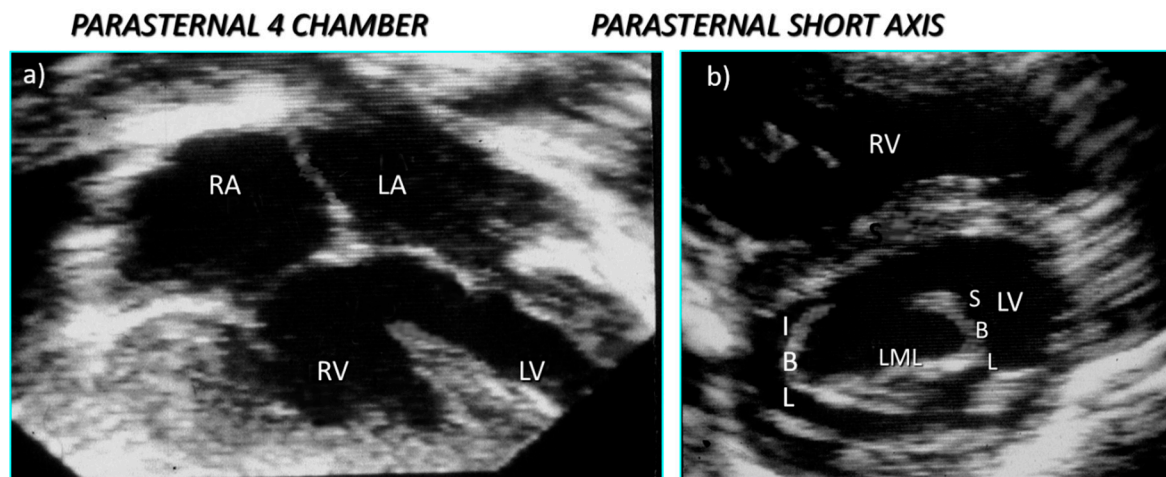 PARASTERNAL 4 CHAMBER
PARASTERNAL SHORT AXIS
a)
RA
LA
RV
LV
b)
RV
S
S
LV
I
B
B
LML
L
L